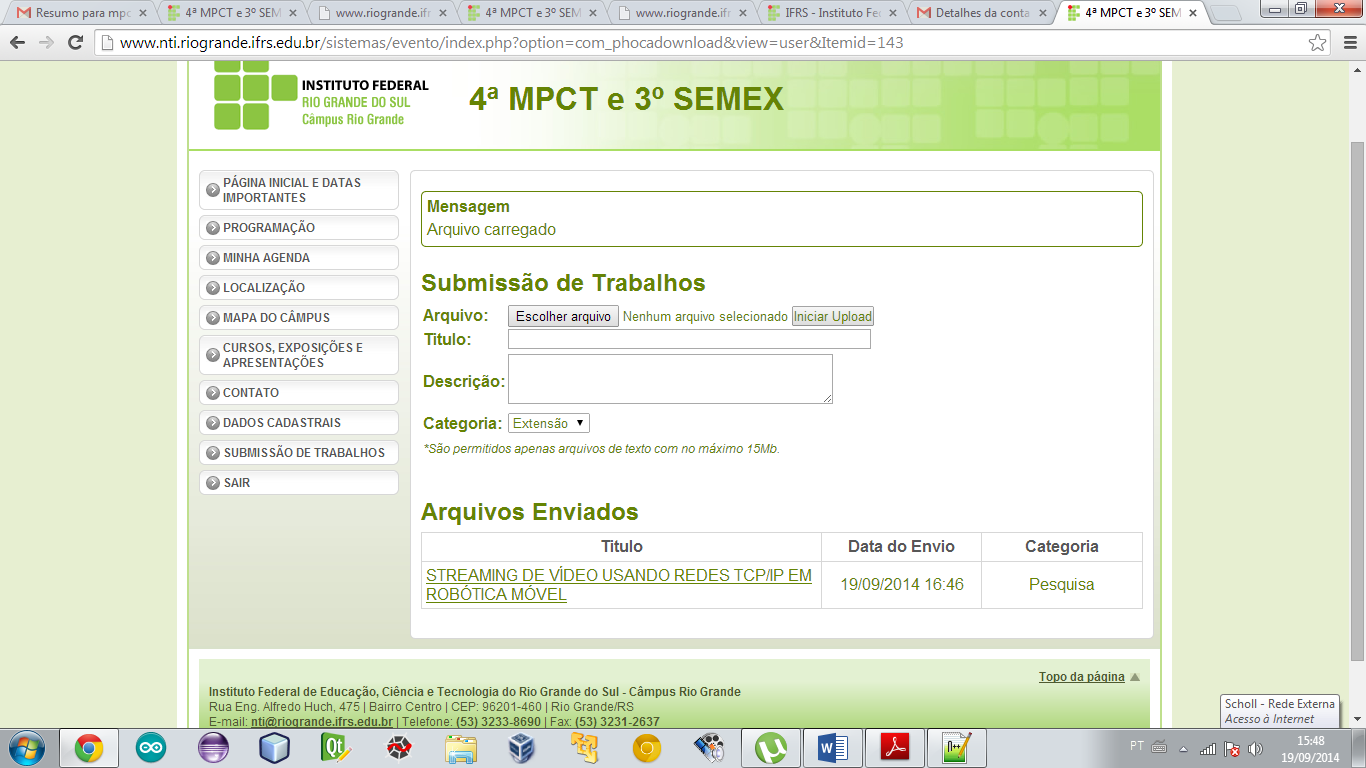 Resumo para mpc
4ª MPCT e 3º SEM
www.riogrande.ifr
4ª MPCT e 3º SEM
www.riogrande.ifr
IFRS - Instituto Fe
Detalhes da conta
4ª MPCT e 3º SEM
www.nti.riogrande.ifrs.edu.br/sistemas/evento/index.php?option=com_phocadownload&view=user&Itemid=143
INSTITUTO FEDERAL
RIO GRANDE DO SUL
Câmpus Rio Grande
4ª MPCT e 3º SEMEX
PÁGINA INICIAL E DATAS
IMPORTANTES
PROGRAMAÇÃO
MINHA AGENDA
LOCALIZAÇÃO
MAPA DO CÂMPUS
CURSOS, EXPOSIÇÕES E
APRESENTAÇÕES
CONTATO
DADOS CADASTRAIS
SUBMISSÃO DE TRABALHOS
SAIR
Mensagem
Arquivo carregado
Submissão de Trabalhos
Arquivo: Escolher arquivo Nenhum arquivo selecionado Iniciar Upload
Titulo:
Descrição:
Categoria: Extensão
*São permitidos apenas arquivos de texto com no máximo 15Mb.
Arquivos Enviados
Titulo Data do Envio Categoria
STREAMING DE VÍDEO USANDO REDES TCP/IP EM
ROBÓTICA MÓVEL
19/09/2014 16:46 Pesquisa
Topo da página
Instituto Federal de Educação, Ciência e Tecnologia do Rio Grande do Sul - Câmpus Rio Grande
Rua Eng. Alfredo Huch, 475 | Bairro Centro | CEP: 96201-460 | Rio Grande/RS
E-mail: nti@riogrande.ifrs.edu.br | Telefone: (53) 3233-8690 | Fax: (53) 3231-2637
Scholl - Rede Externa
Acesso à Internet
PT
15:48
19/09/2014